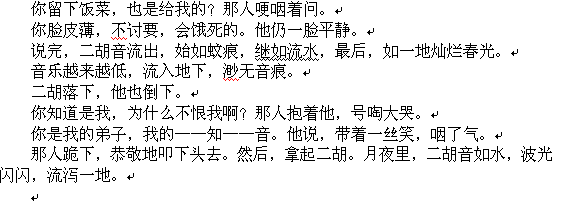 你留下饭菜，也是给我的？那人哽咽着问。
你脸皮薄，不讨要，会饿死的。他仍一脸平静。
说完，二胡音流出，始如蚊痕，继如流水，最后，如一地灿烂春光。
音乐越来越低，流入地下，渺无音痕。
二胡落下，他也倒下。
你知道是我，为什么不恨我啊？那人抱着他，号啕大哭。
你是我的弟子，我的一一知一一音。他说，带着一丝笑，咽了气。
那人跪下，恭敬地叩下头去。然后，拿起二胡。月夜里，二胡音如水，波光
闪闪，流泻一地。